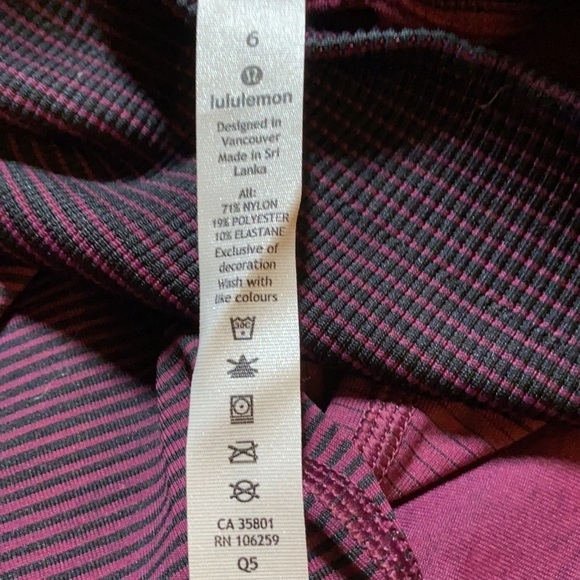 6
lululemon
Designed in
Vancouver
Made in Sri
Lanka
All:
71% NYLON
19% POLYESTER
10% ELASTANE
Exclusive of
decoration
Wash with
like colours
30C
CA 35801
RN 106259
Q5